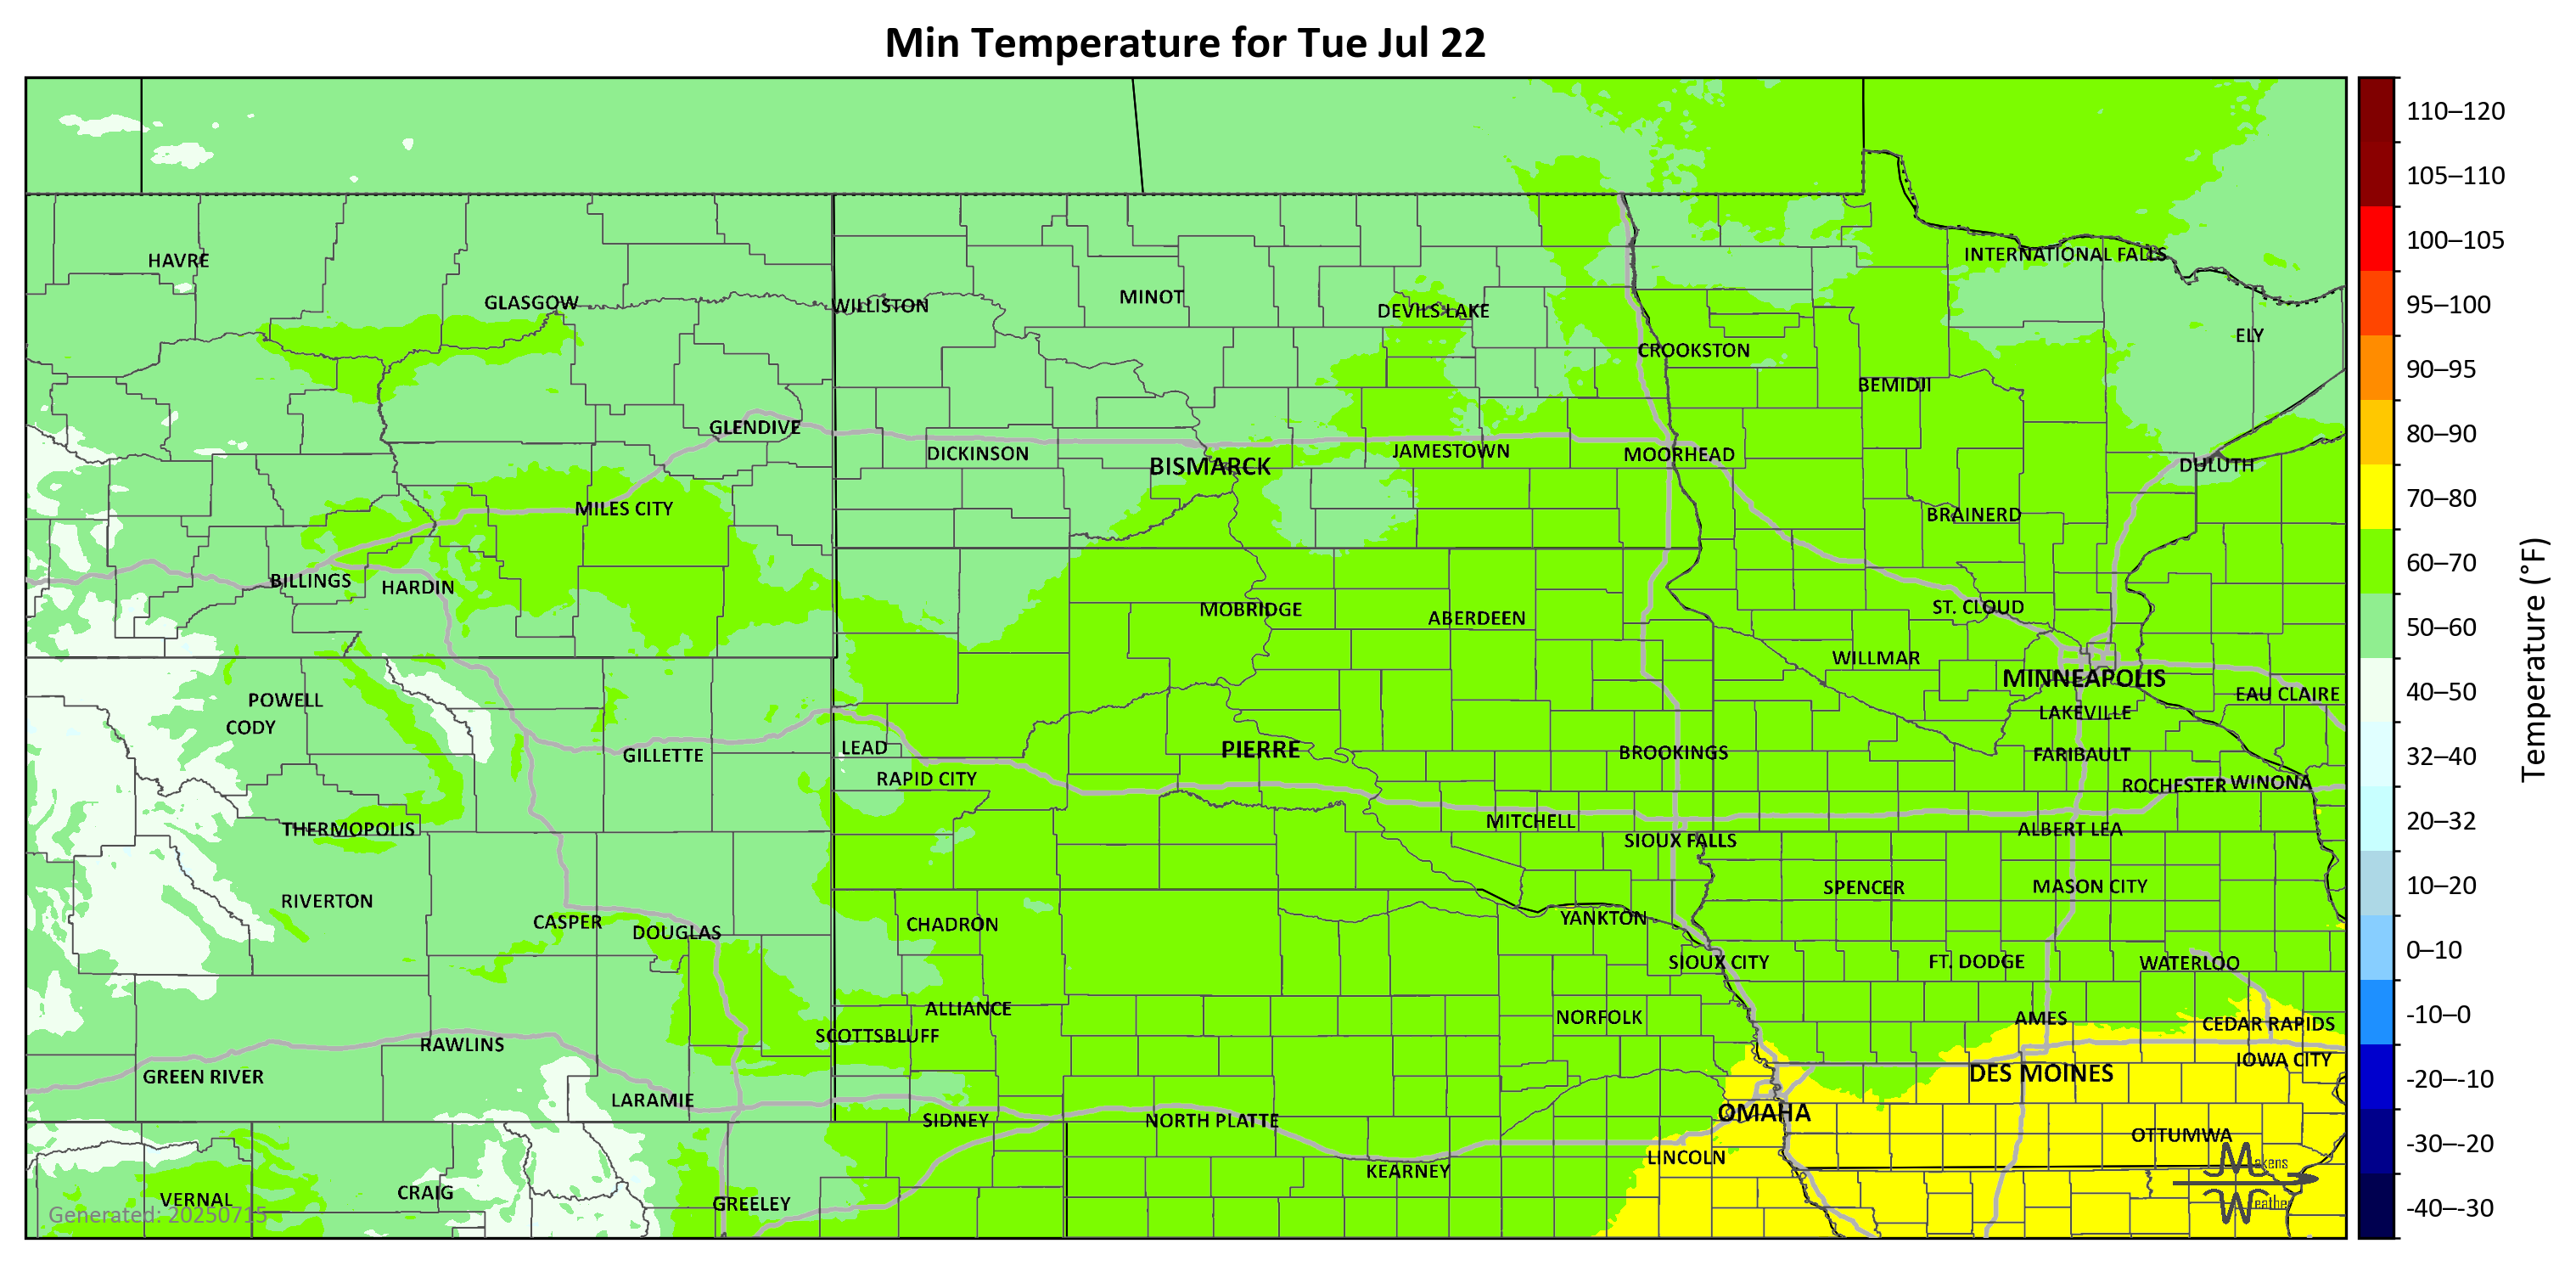 Min Temperature for Tue Jul 22
110–120
105–110
100–105
95–100
90–95
80–90
70–80
60–70
50–60
40–50
32–40
20–32
10–20
0–10
-10–0
-20–-10
-30–-20
-40–-30
Temperature (°F)
HAVRE
GLASGOW
WILLISTON
MINOT
DEVILS LAKE
INTERNATIONAL FALLS
ELY
CROOKSTON
BEMIDJI
GLENDIVE
DICKINSON
BISMARCK
JAMESTOWN
MOORHEAD
DULUTH
MILES CITY
BRAINERD
BILLINGS
HARDIN
MOBRIDGE
ABERDEEN
ST. CLOUD
WILLMAR
MINNEAPOLIS
EAU CLAIRE
POWELL
CODY
LAKEVILLE
GILLETTE
LEAD
PIERRE
BROOKINGS
FARIBAULT
RAPID CITY
ROCHESTER
WINONA
THERMOPOLIS
MITCHELL
SIOUX FALLS
ALBERT LEA
RIVERTON
SPENCER
MASON CITY
CASPER
DOUGLAS
CHADRON
YANKTON
SIOUX CITY
FT. DODGE
WATERLOO
ALLIANCE
NORFOLK
AMES
CEDAR RAPIDS
SCOTTSBLUFF
RAWLINS
IOWA CITY
GREEN RIVER
DES MOINES
LARAMIE
SIDNEY
NORTH PLATTE
OMAHA
OTTUMWA
LINCOLN
KEARNEY
VERNAL
CRAIG
GREELEY
Makens
Weather
Generated: 20250715